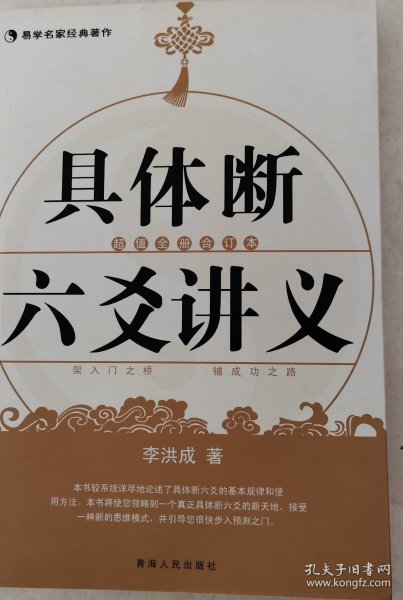 易学名家经典著作
具体断
超值全册合订本
六爻讲义
架入门之桥 铺成功之路
李洪成 著
本书较系统详尽地论述了具体断六爻的基本规律和使
用方法。本书将使您领略到一个真正具体断六爻的新天地，接受
一种新的思维模式，并引导您很快步入预测之门。
青海人民出版社
孔夫子旧书网
www.kongfz.com